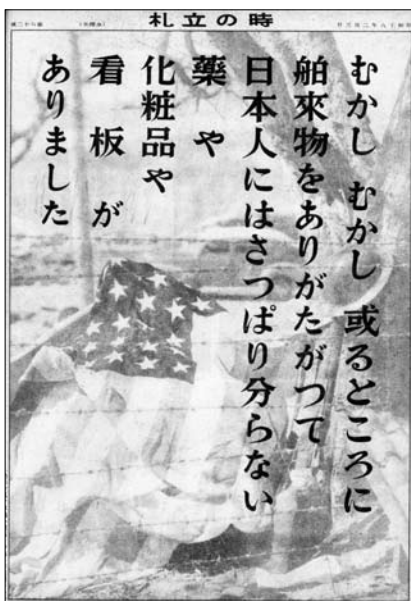 時の立札
むかし むかし 或るところに
舶來物をありがたがつて
日本人にはさつぱり分らない
藥や
化粧品や
看板が
ありました